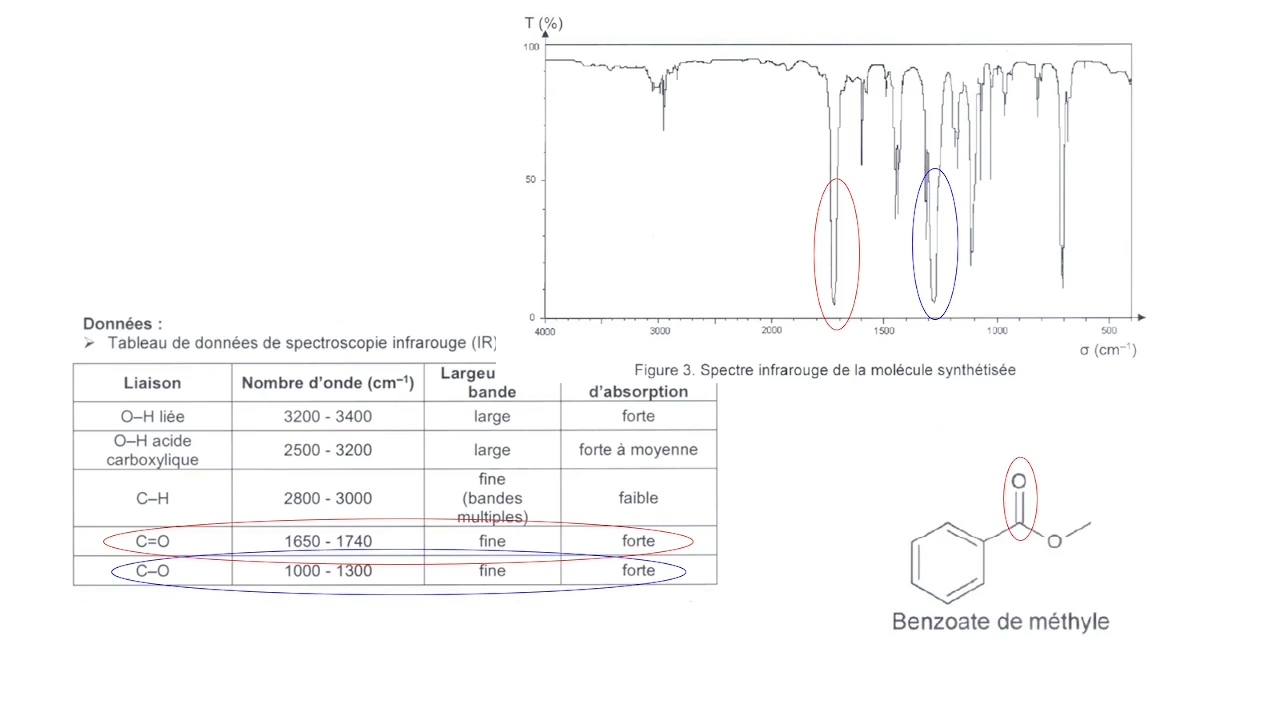 T (%)
100
50
0
4000
3000
2000
1500
1000
500
σ (cm⁻¹)
Figure 3. Spectre infrarouge de la molécule synthétisée
Données :
➢ Tableau de données de spectroscopie infrarouge (IR)
Liaison
Nombre d'onde (cm⁻¹)
Largeu
bande
d'absorption
O–H liée
3200 - 3400
large
forte
O–H acide
carboxylique
2500 - 3200
large
forte à moyenne
C–H
2800 - 3000
fine
(bandes
multiples)
faible
C=O
1650 - 1740
fine
forte
C–O
1000 - 1300
fine
forte
O
O
Benzoate de méthyle